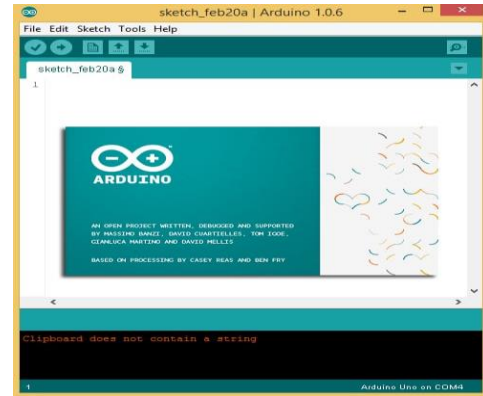 sketch_feb20a | Arduino 1.0.6
File Edit Sketch Tools Help
sketch_feb20a §
1
ARDUINO
AN OPEN PROJECT WRITTEN, DEBUGGED AND SUPPORTED
BY MASSIMO BANZI, DAVID CUARTIELLES, TOM IGOE,
GIANLUCA MARTINO AND DAVID MELLIS
BASED ON PROCESSING BY CASEY REAS AND BEN FRY
Clipboard does not contain a string
1 Arduino Uno on COM4